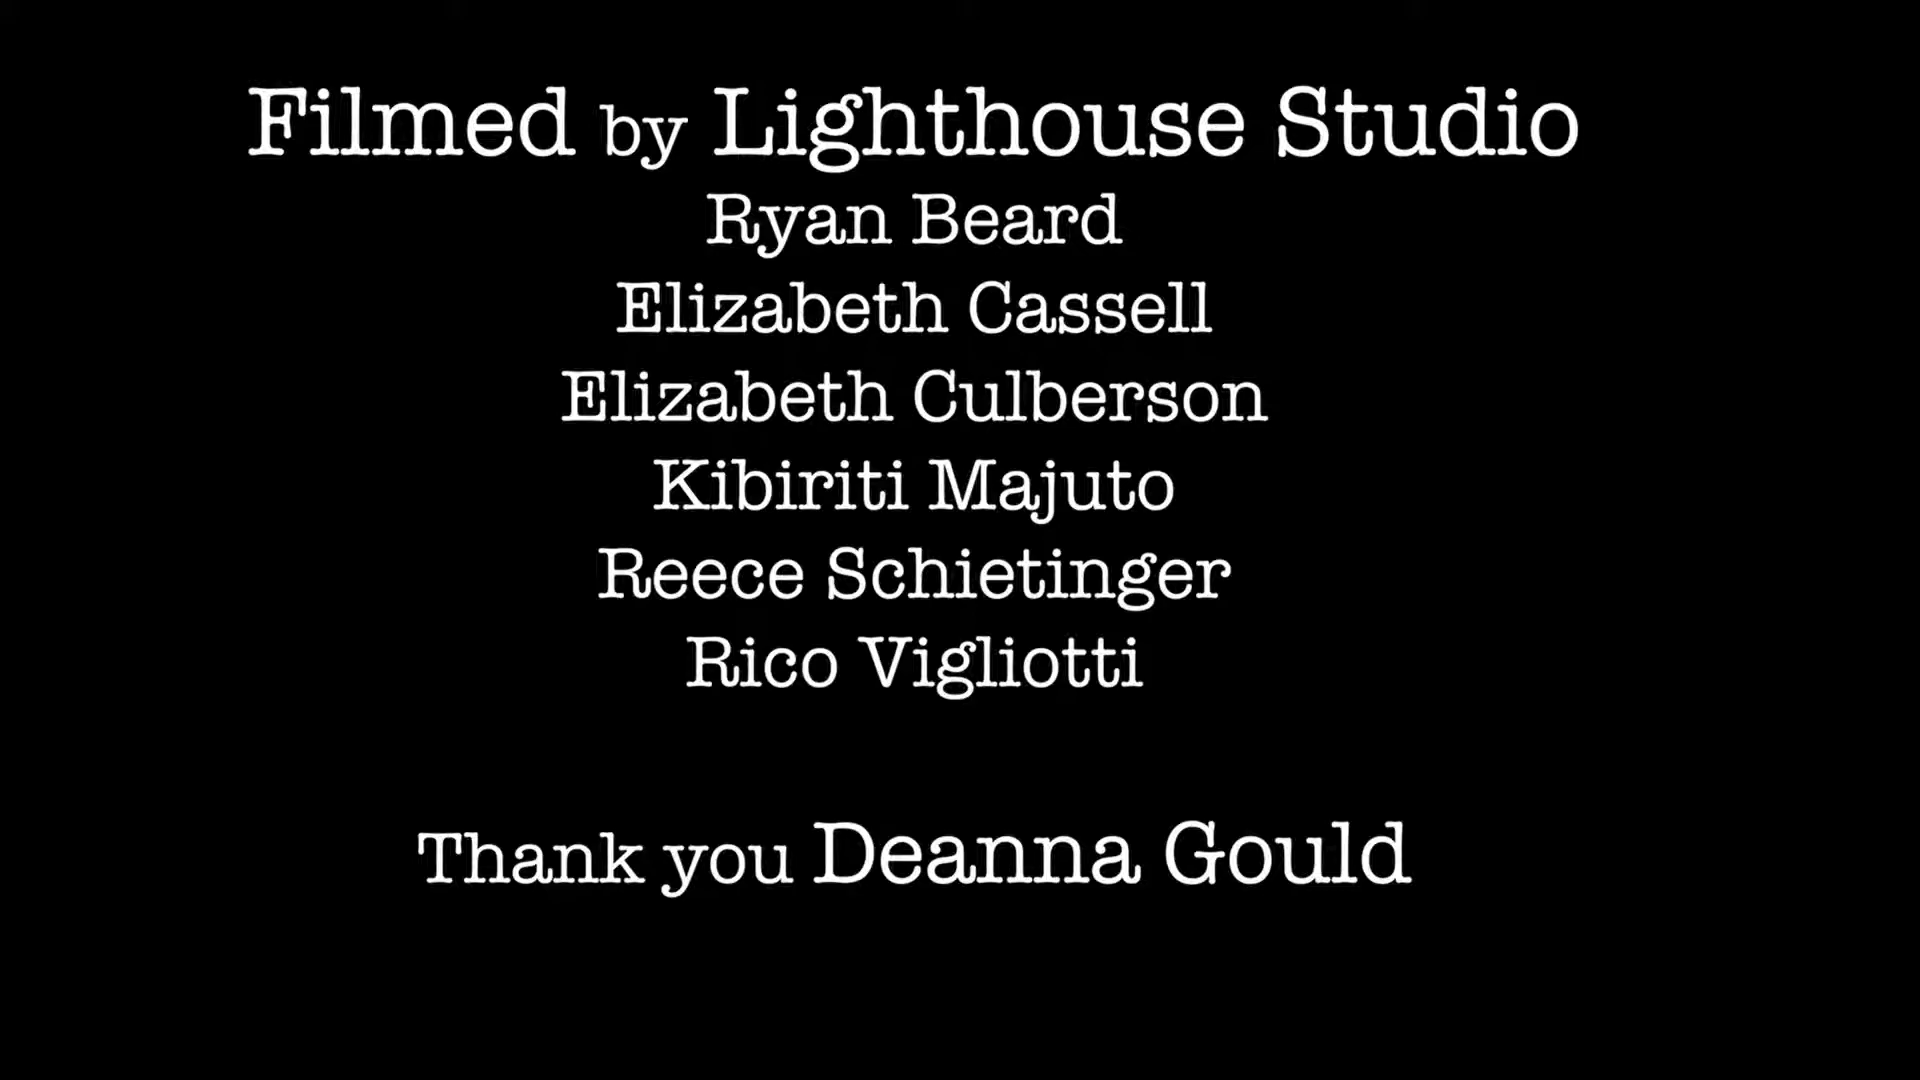 Filmed by Lighthouse Studio
Ryan Beard
Elizabeth Cassell
Elizabeth Culberson
Kibiriti Majuto
Reece Schietinger
Rico Vigliotti
Thank you Deanna Gould